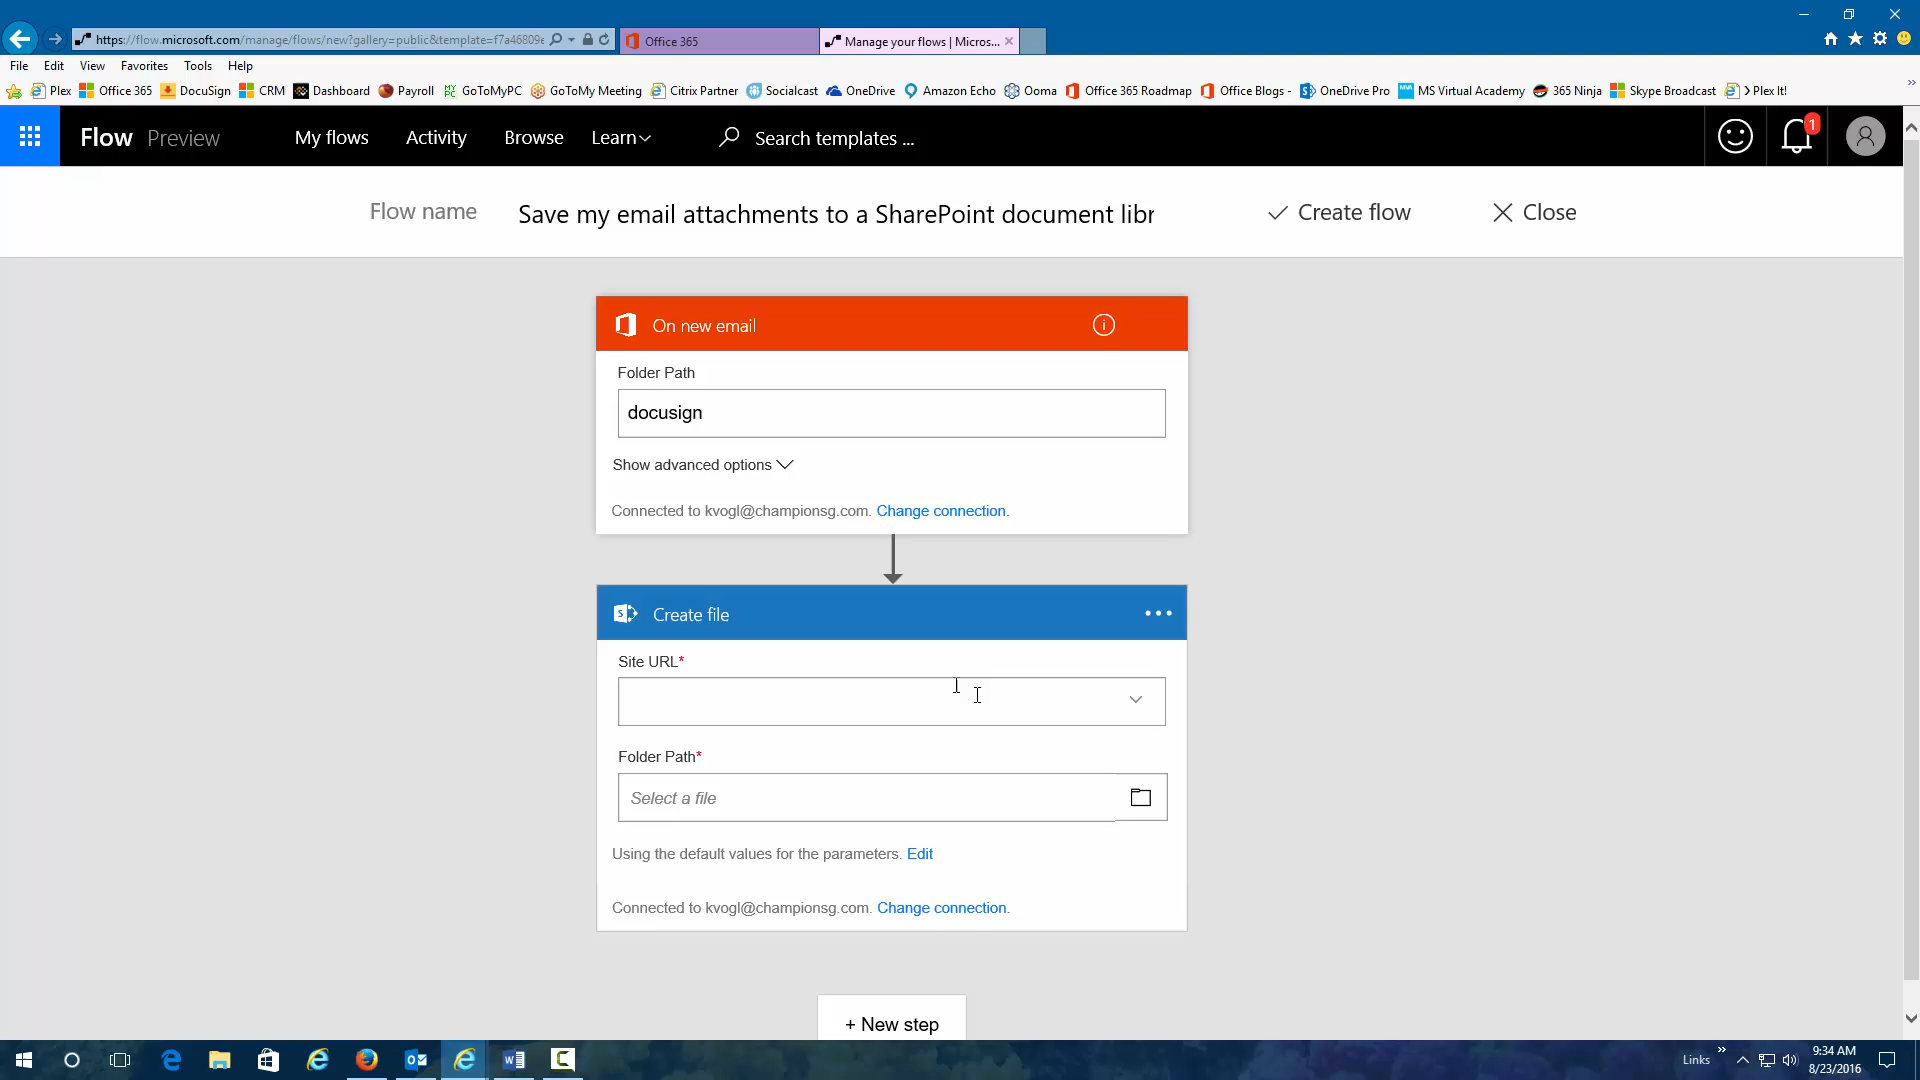 https://flow.microsoft.com/manage/flows/new?gallery=public&template=f7a46809e
Office 365
Manage your flows | Micros...
File Edit View Favorites Tools Help
Plex Office 365 DocuSign CRM Dashboard Payroll GoToMyPC GoToMy Meeting Citrix Partner Socialcast OneDrive Amazon Echo Ooma Office 365 Roadmap Office Blogs - OneDrive Pro MS Virtual Academy 365 Ninja Skype Broadcast > Plex It!
Flow Preview My flows Activity Browse Learn Search templates ... 1
Flow name Save my email attachments to a SharePoint document libr Create flow Close
On new email
Folder Path
docusign
Show advanced options
Connected to kvogl@championsg.com. Change connection.
Create file
Site URL*
Folder Path*
Select a file
Using the default values for the parameters. Edit
Connected to kvogl@championsg.com. Change connection.
+ New step
Links
9:34 AM
8/23/2016